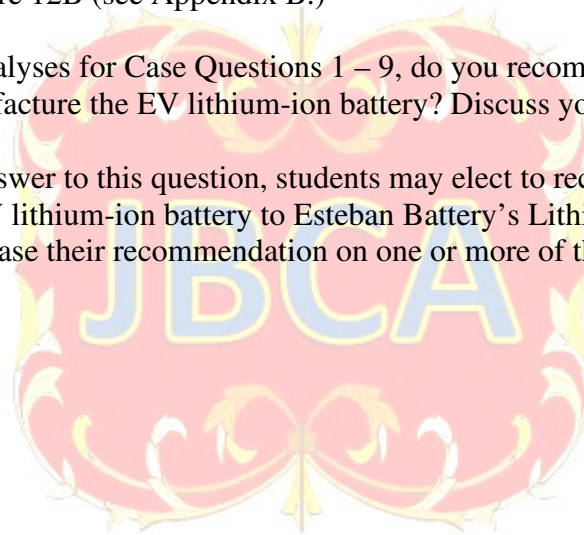 re 12B (see Appendix B.)
alyses for Case Questions 1 – 9, do you recom
facture the EV lithium-ion battery? Discuss yo
swer to this question, students may elect to rec
lithium-ion battery to Esteban Battery's Lithi
ase their recommendation on one or more of th
JBCA